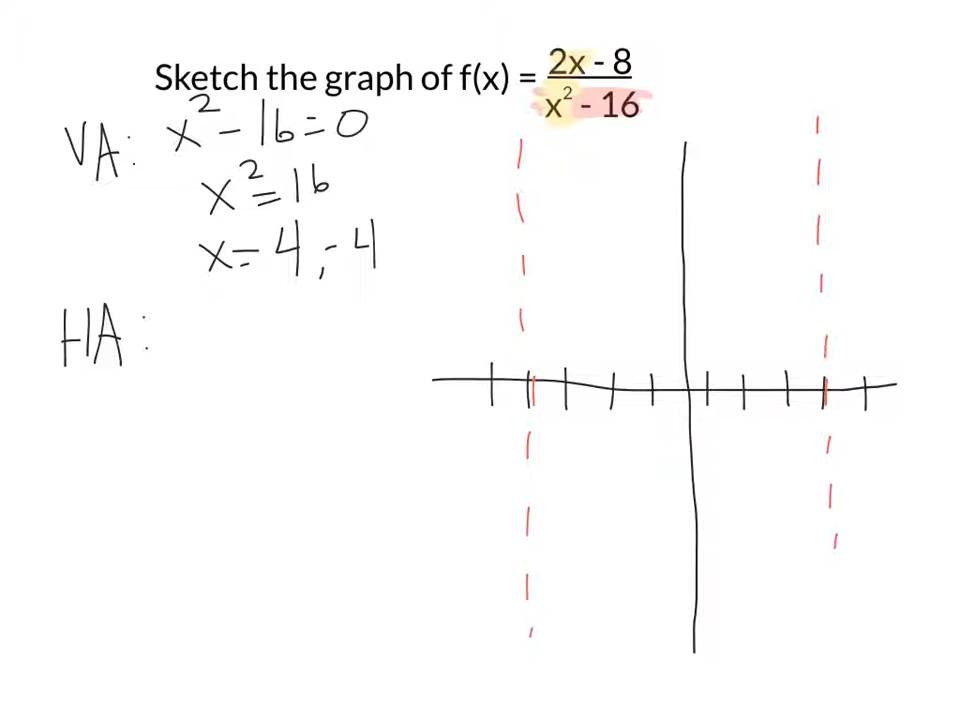 Sketch the graph of f(x) = (2x - 8)/(x² - 16)
VA: x² - 16 = 0
x² = 16
x = 4, -4
HA: